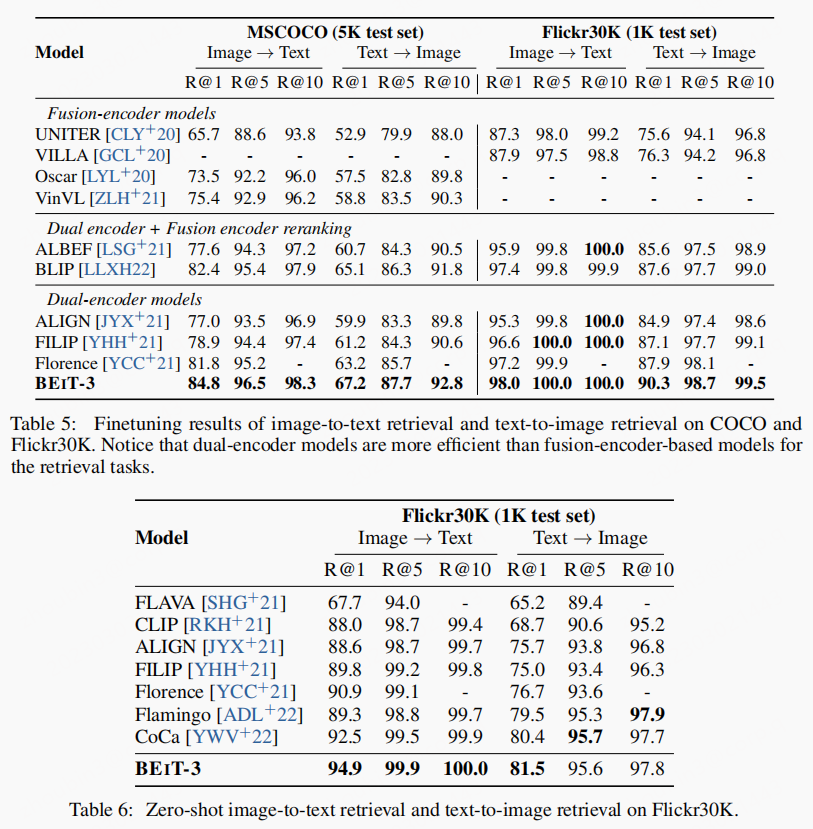 MSCOCO (5K test set) Flickr30K (1K test set)
Model Image → Text Text → Image Image → Text Text → Image
R@1 R@5 R@10 R@1 R@5 R@10 R@1 R@5 R@10 R@1 R@5 R@10
Fusion-encoder models
UNITER [CLY+20] 65.7 88.6 93.8 52.9 79.9 88.0 87.3 98.0 99.2 75.6 94.1 96.8
VILLA [GCL+20] - - - - - - 87.9 97.5 98.8 76.3 94.2 96.8
Oscar [LYL+20] 73.5 92.2 96.0 57.5 82.8 89.8 - - - - - -
VinVL [ZLH+21] 75.4 92.9 96.2 58.8 83.5 90.3 - - - - - -
Dual encoder + Fusion encoder reranking
ALBEF [LSG+21] 77.6 94.3 97.2 60.7 84.3 90.5 95.9 99.8 100.0 85.6 97.5 98.9
BLIP [LLXH22] 82.4 95.4 97.9 65.1 86.3 91.8 97.4 99.8 99.9 87.6 97.7 99.0
Dual-encoder models
ALIGN [JYX+21] 77.0 93.5 96.9 59.9 83.3 89.8 95.3 99.8 100.0 84.9 97.4 98.6
FILIP [YHH+21] 78.9 94.4 97.4 61.2 84.3 90.6 96.6 100.0 100.0 87.1 97.7 99.1
Florence [YCC+21] 81.8 95.2 - 63.2 85.7 - 97.2 99.9 - 87.9 98.1 -
BEIT-3 84.8 96.5 98.3 67.2 87.7 92.8 98.0 100.0 100.0 90.3 98.7 99.5
Table 5: Finetuning results of image-to-text retrieval and text-to-image retrieval on COCO and
Flickr30K. Notice that dual-encoder models are more efficient than fusion-encoder-based models for
the retrieval tasks.
Flickr30K (1K test set)
Model Image → Text Text → Image
R@1 R@5 R@10 R@1 R@5 R@10
FLAVA [SHG+21] 67.7 94.0 - 65.2 89.4 -
CLIP [RKH+21] 88.0 98.7 99.4 68.7 90.6 95.2
ALIGN [JYX+21] 88.6 98.7 99.7 75.7 93.8 96.8
FILIP [YHH+21] 89.8 99.2 99.8 75.0 93.4 96.3
Florence [YCC+21] 90.9 99.1 - 76.7 93.6 -
Flamingo [ADL+22] 89.3 98.8 99.7 79.5 95.3 97.9
CoCa [YWV+22] 92.5 99.5 99.9 80.4 95.7 97.7
BEIT-3 94.9 99.9 100.0 81.5 95.6 97.8
Table 6: Zero-shot image-to-text retrieval and text-to-image retrieval on Flickr30K.